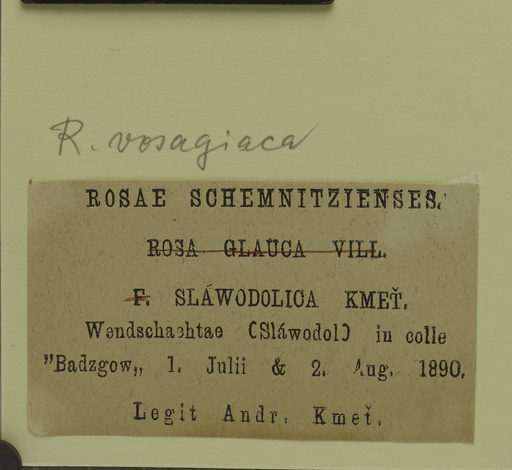 R. vosagiaca
ROSAE SCHEMNITZIENSES.
ROSA GLAUCA VILL.
F. SLÁWODOLICA KMEŤ.
Wendschachtae (Sláwodol) in colle
"Badzgow„ 1. Julii & 2. Aug. 1890.
Legit Andr. Kmeť.